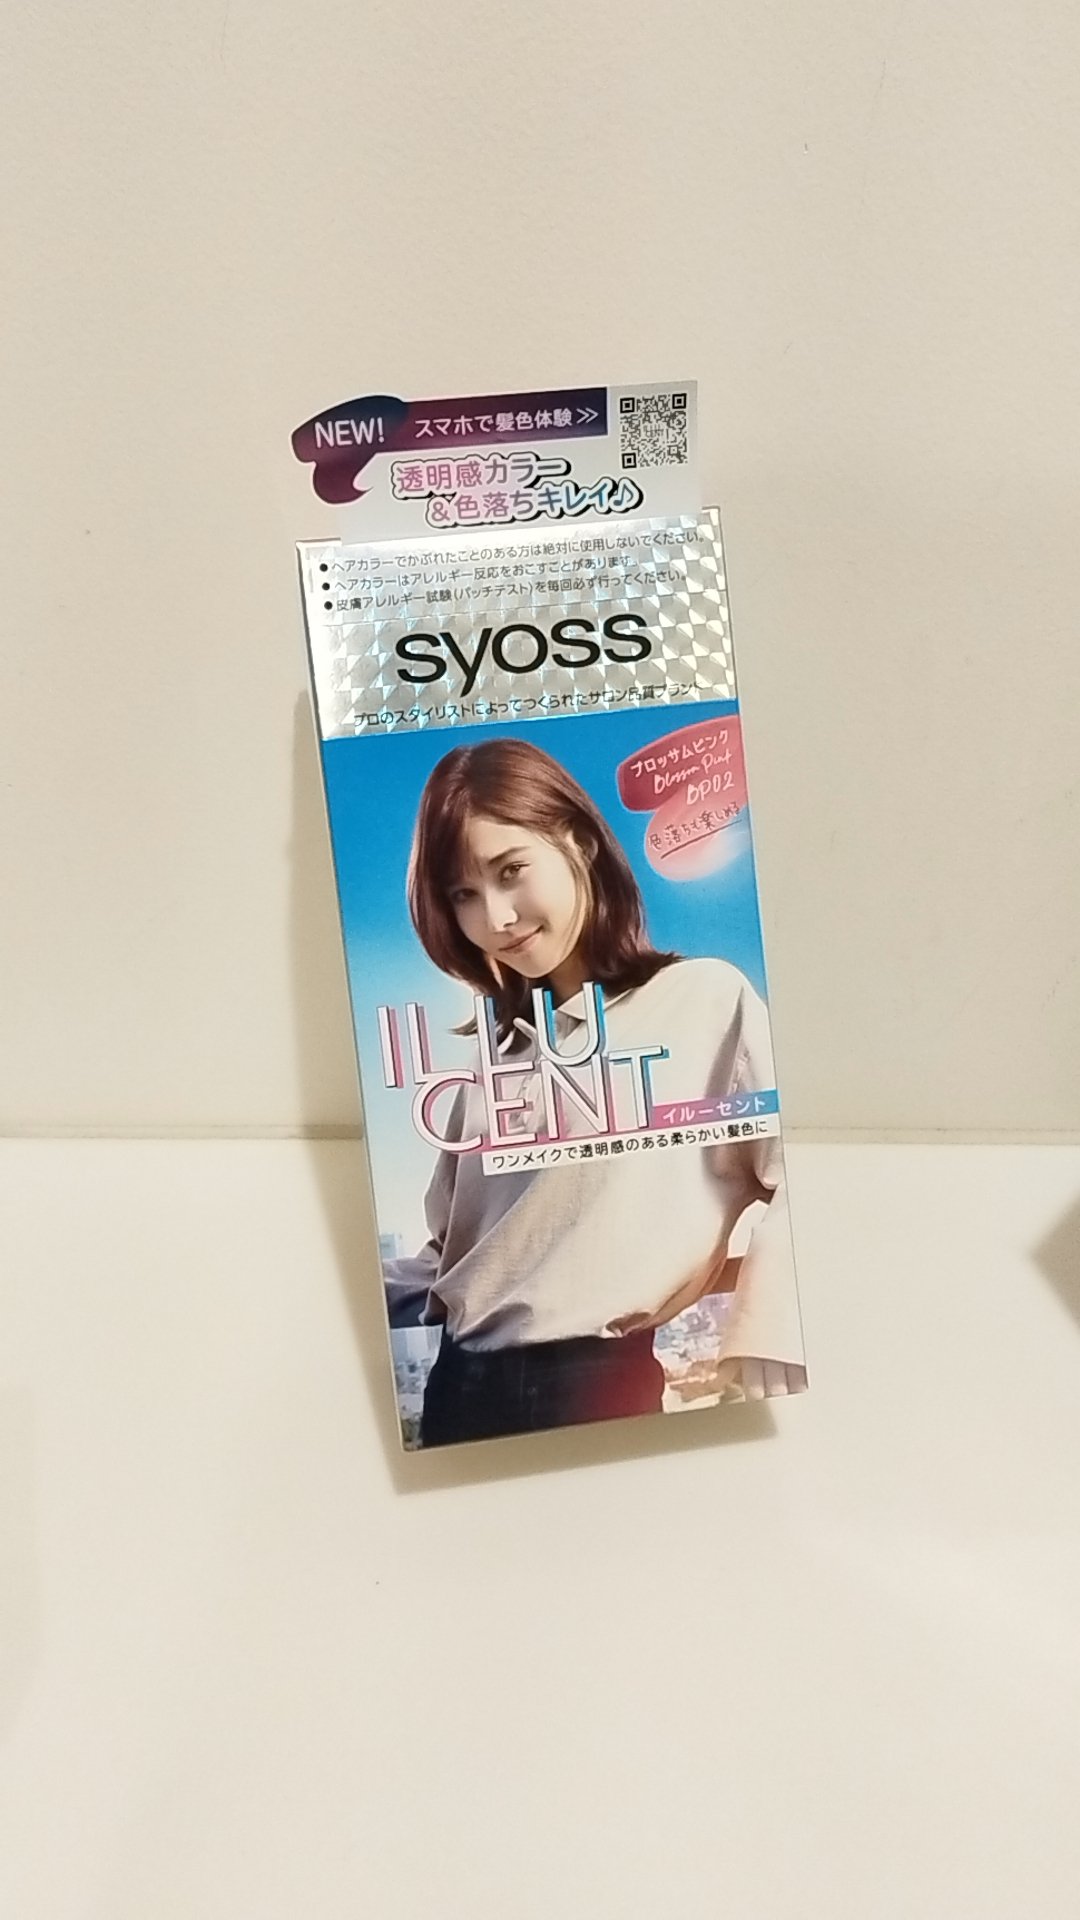 NEW! スマホで髪色体験 ≫
透明感カラー
&色落ちキレイ♪
●ヘアカラーでかぶれたことのある方は絶対に使用しないでください。
●ヘアカラーはアレルギー反応をおこすことがあります。
●皮膚アレルギー試験(パッチテスト)を毎回必ず行ってください。
syoss
プロのスタイリストによってつくられたサロン品質ブランド
ブロッサムピンク
Blossom Pink
BP02
色落ちも楽しめる
ILLU
CENT
イルーセント
ワンメイクで透明感のある柔らかい髪色に